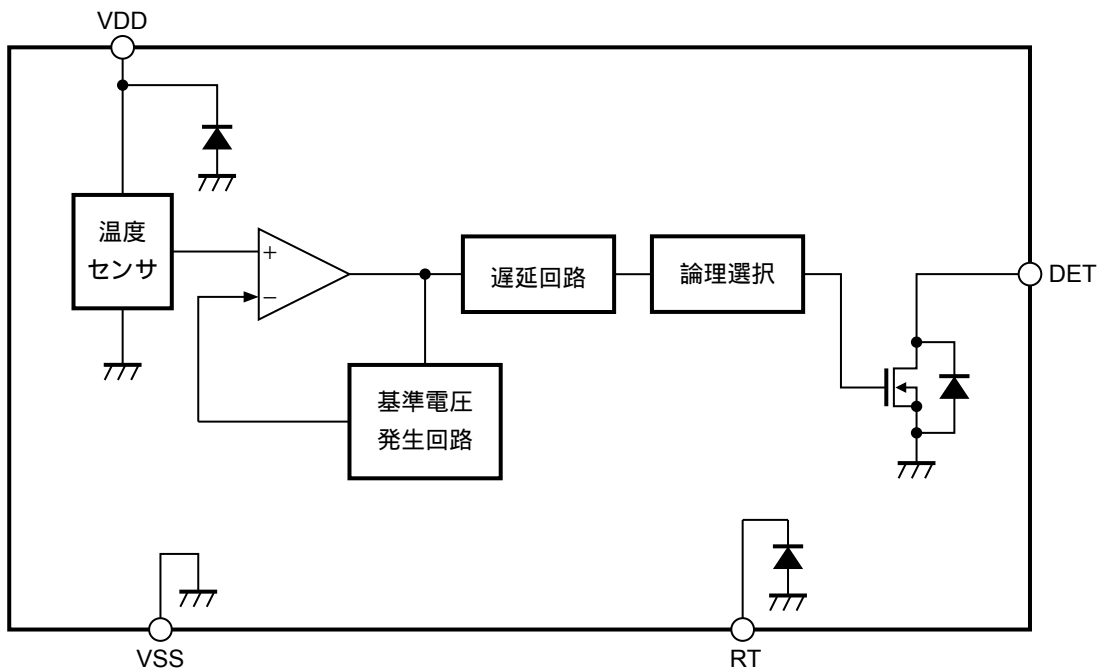 VDD
温度
センサ
+
−
遅延回路
論理選択
DET
基準電圧
発生回路
VSS
RT